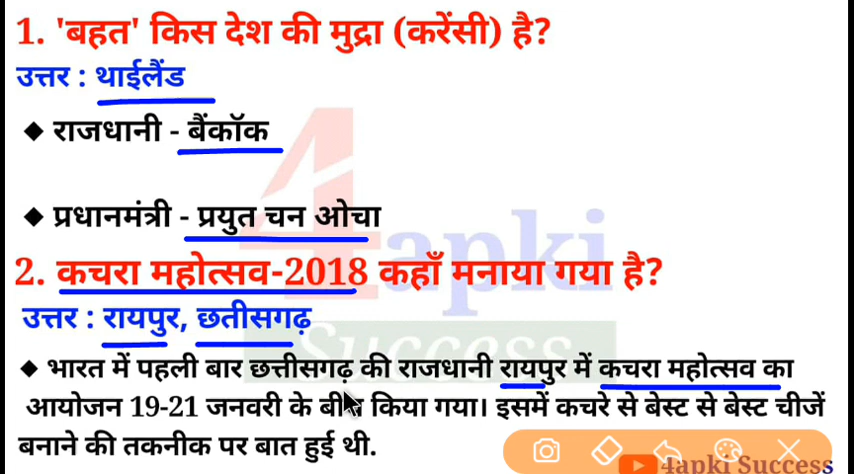 1. 'बहत' किस देश की मुद्रा (करेंसी) है?
उत्तर : थाईलैंड
◆ राजधानी - बैंकॉक
◆ प्रधानमंत्री - प्रयुत चन ओचा
2. कचरा महोत्सव-2018 कहाँ मनाया गया है?
उत्तर : रायपुर, छतीसगढ़
◆ भारत में पहली बार छत्तीसगढ़ की राजधानी रायपुर में कचरा महोत्सव का
आयोजन 19-21 जनवरी के बीच किया गया। इसमें कचरे से बेस्ट से बेस्ट चीजें
बनाने की तकनीक पर बात हुई थी.
4apki
Success
4apki Success